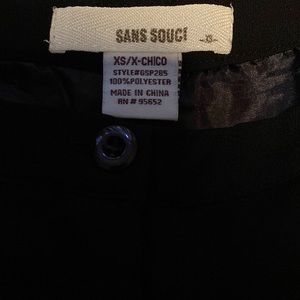 SANS SOUCI
-XS-
XS/X-CHICO
STYLE#GSP285
100%POLYESTER
MADE IN CHINA
RN # 95652